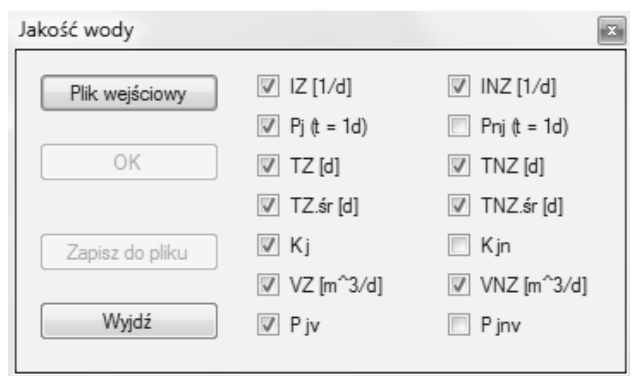 Jakość wody
Plik wejściowy
OK
Zapisz do pliku
Wyjdź
IZ [1/d]
Pj (t = 1d)
TZ [d]
TZ.śr [d]
K j
VZ [m^3/d]
P jv
INZ [1/d]
Pnj (t = 1d)
TNZ [d]
TNZ.śr [d]
K jn
VNZ [m^3/d]
P jnv